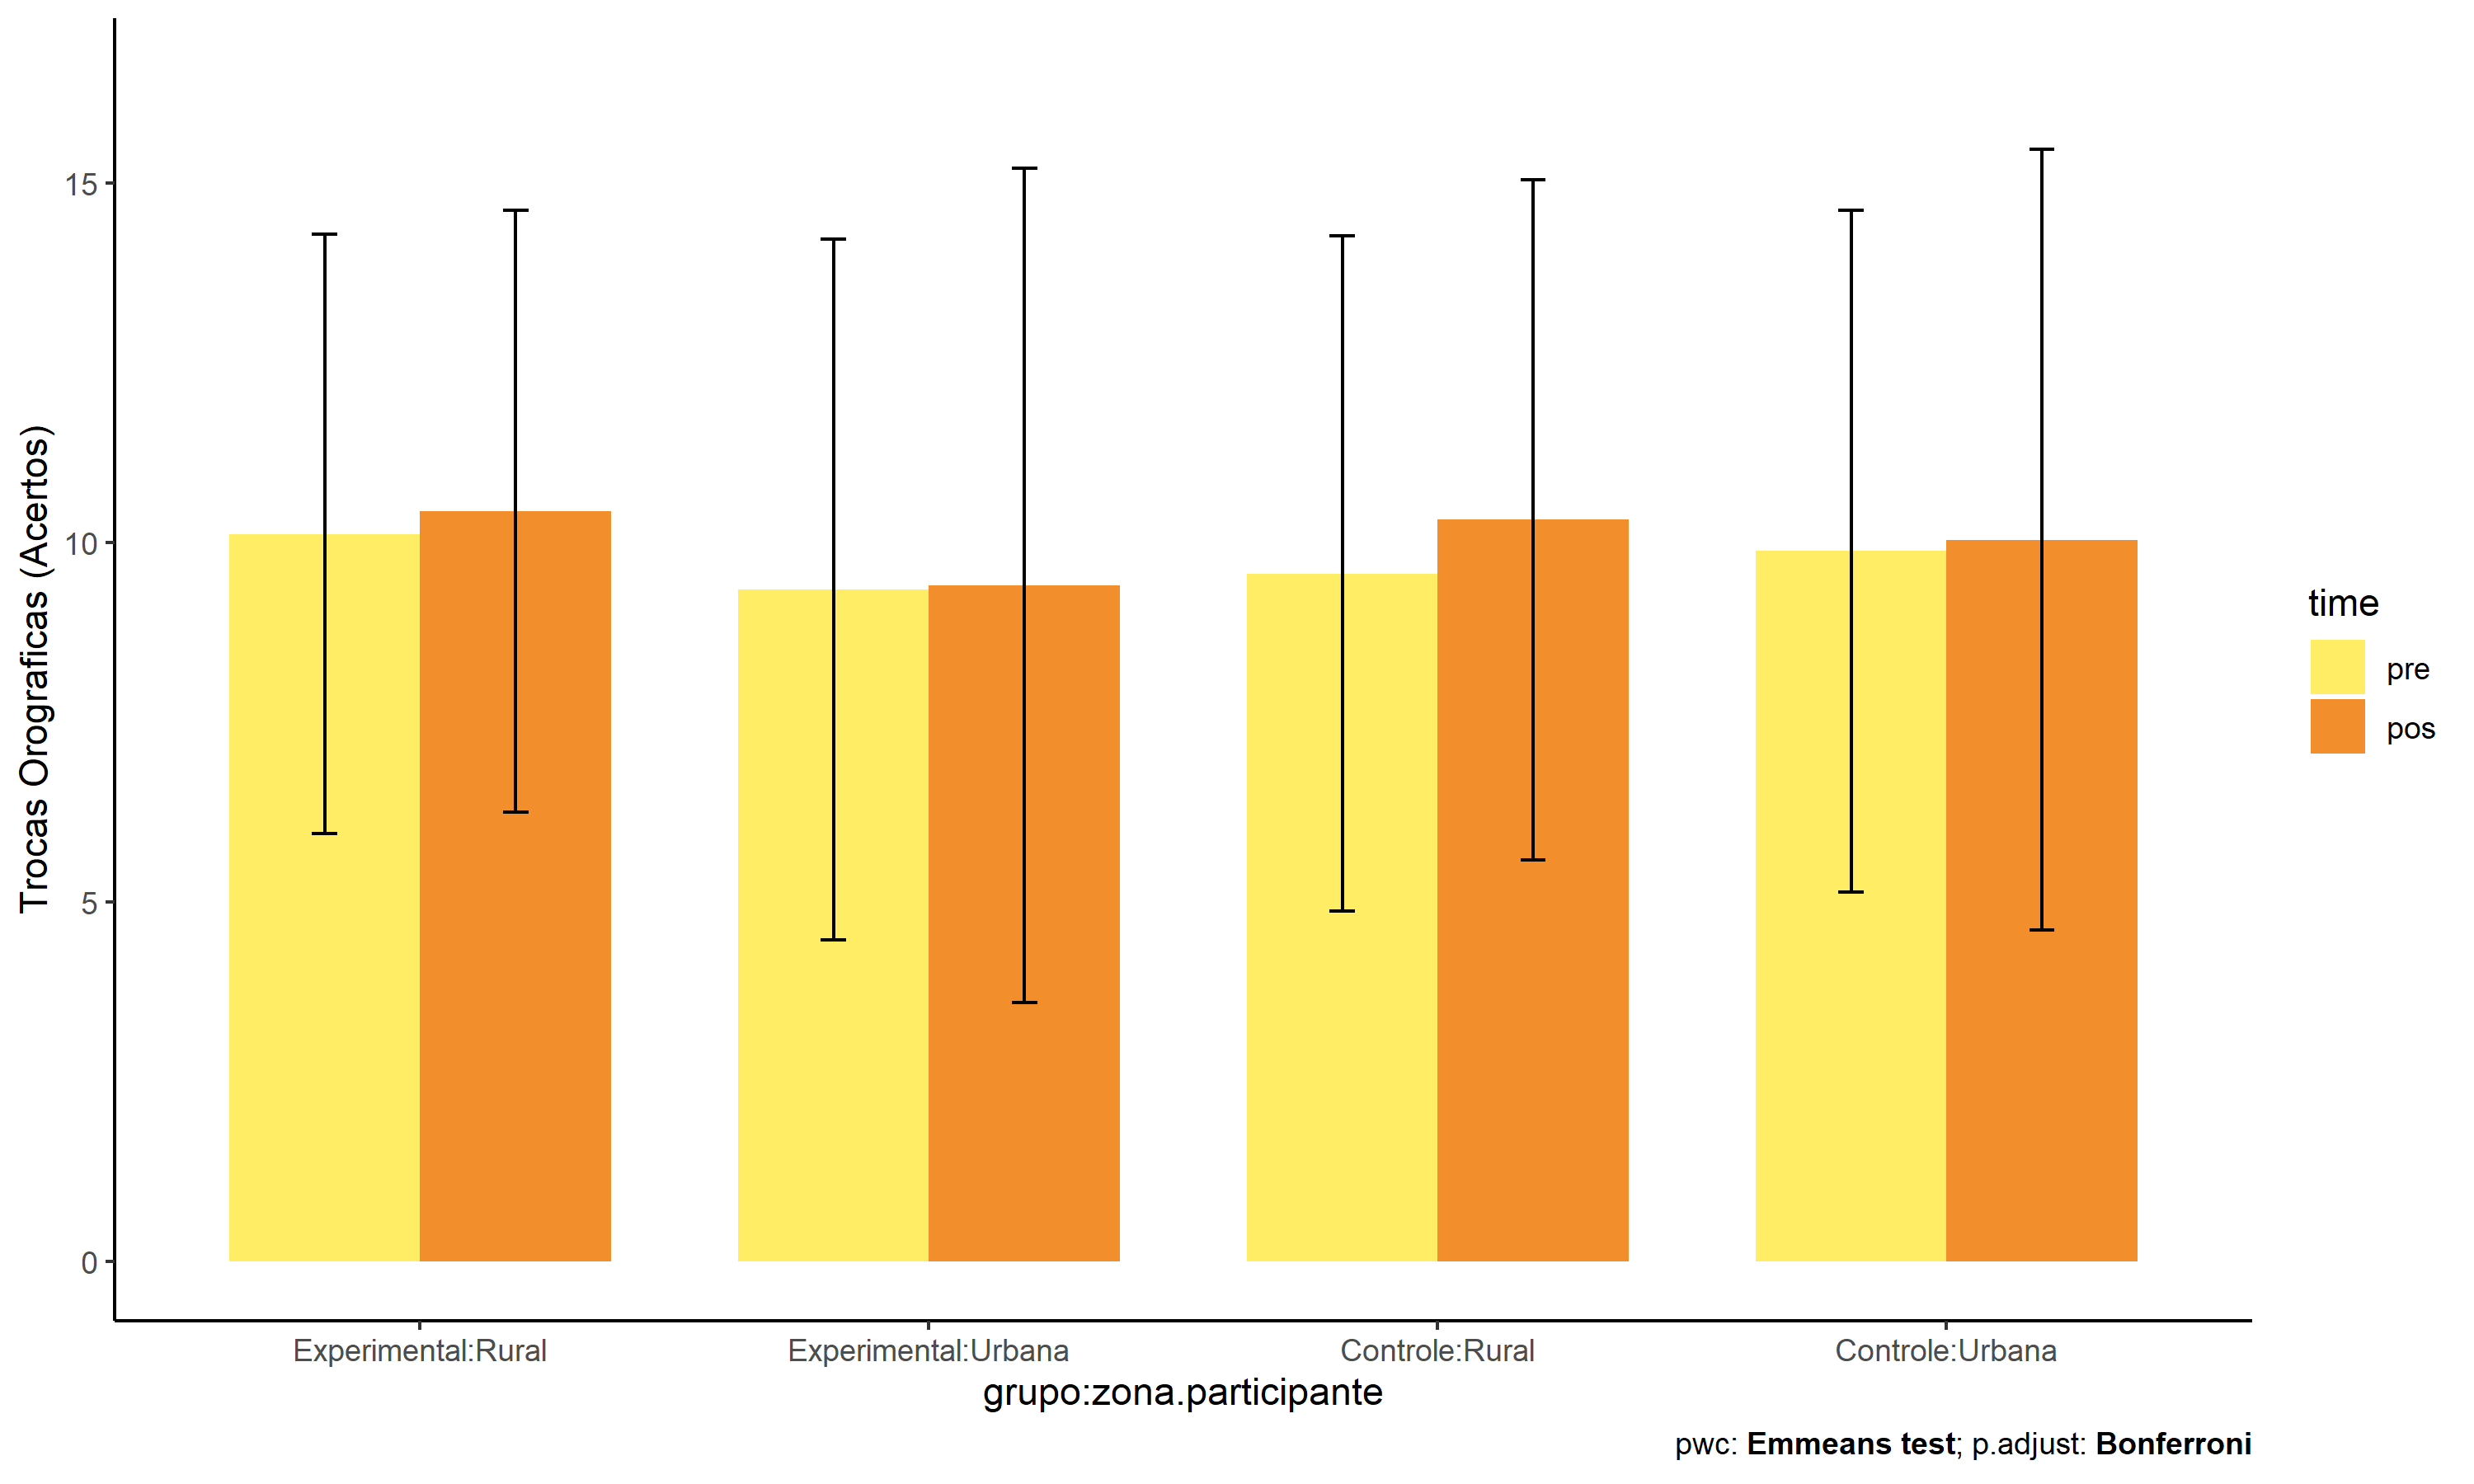 Trocas Orograficas (Acertos)
15
10
5
0
Experimental:Rural
Experimental:Urbana
Controle:Rural
Controle:Urbana
grupo:zona.participante
time
pre
pos
pwc: Emmeans test; p.adjust: Bonferroni